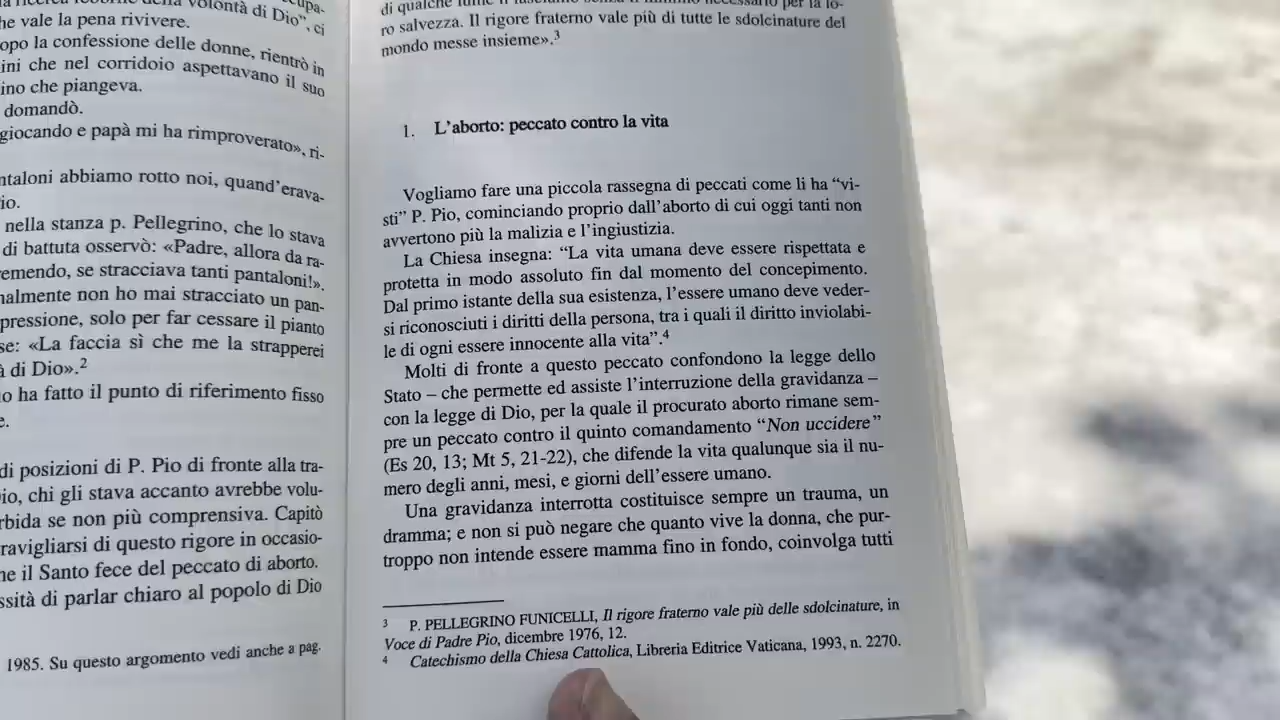 he vale la pena rivivere.
opo la confessione delle donne, rientrò in
ini che nel corridoio aspettavano il suo
ino che piangeva.
domandò.
giocando e papà mi ha rimproverato», ri-
ntaloni abbiamo rotto noi, quand'erava-
io.
nella stanza p. Pellegrino, che lo stava
di battuta osservò: «Padre, allora da ra-
emendo, se stracciava tanti pantaloni!».
nalmente non ho mai stracciato un pan-
pressione, solo per far cessare il pianto
se: «La faccia sì che me la strapperei
à di Dio».2
o ha fatto il punto di riferimento fisso
e.
di posizioni di P. Pio di fronte alla tra-
io, chi gli stava accanto avrebbe volu-
rbida se non più comprensiva. Capitò
ravigliarsi di questo rigore in occasio-
ne il Santo fece del peccato di aborto.
ssità di parlar chiaro al popolo di Dio
1985. Su questo argomento vedi anche a pag.
ro salvezza. Il rigore fraterno vale più di tutte le sdolcinature del
mondo messe insieme».3
1. L'aborto: peccato contro la vita
Vogliamo fare una piccola rassegna di peccati come li ha “vi-
sti” P. Pio, cominciando proprio dall'aborto di cui oggi tanti non
avvertono più la malizia e l'ingiustizia.
La Chiesa insegna: “La vita umana deve essere rispettata e
protetta in modo assoluto fin dal momento del concepimento.
Dal primo istante della sua esistenza, l'essere umano deve veder-
si riconosciuti i diritti della persona, tra i quali il diritto inviolabi-
le di ogni essere innocente alla vita”.4
Molti di fronte a questo peccato confondono la legge dello
Stato – che permette ed assiste l'interruzione della gravidanza –
con la legge di Dio, per la quale il procurato aborto rimane sem-
pre un peccato contro il quinto comandamento “Non uccidere”
(Es 20, 13; Mt 5, 21-22), che difende la vita qualunque sia il nu-
mero degli anni, mesi, e giorni dell'essere umano.
Una gravidanza interrotta costituisce sempre un trauma, un
dramma; e non si può negare che quanto vive la donna, che pur-
troppo non intende essere mamma fino in fondo, coinvolga tutti
3 P. PELLEGRINO FUNICELLI, Il rigore fraterno vale più delle sdolcinature, in
Voce di Padre Pio, dicembre 1976, 12.
4 Catechismo della Chiesa Cattolica, Libreria Editrice Vaticana, 1993, n. 2270.